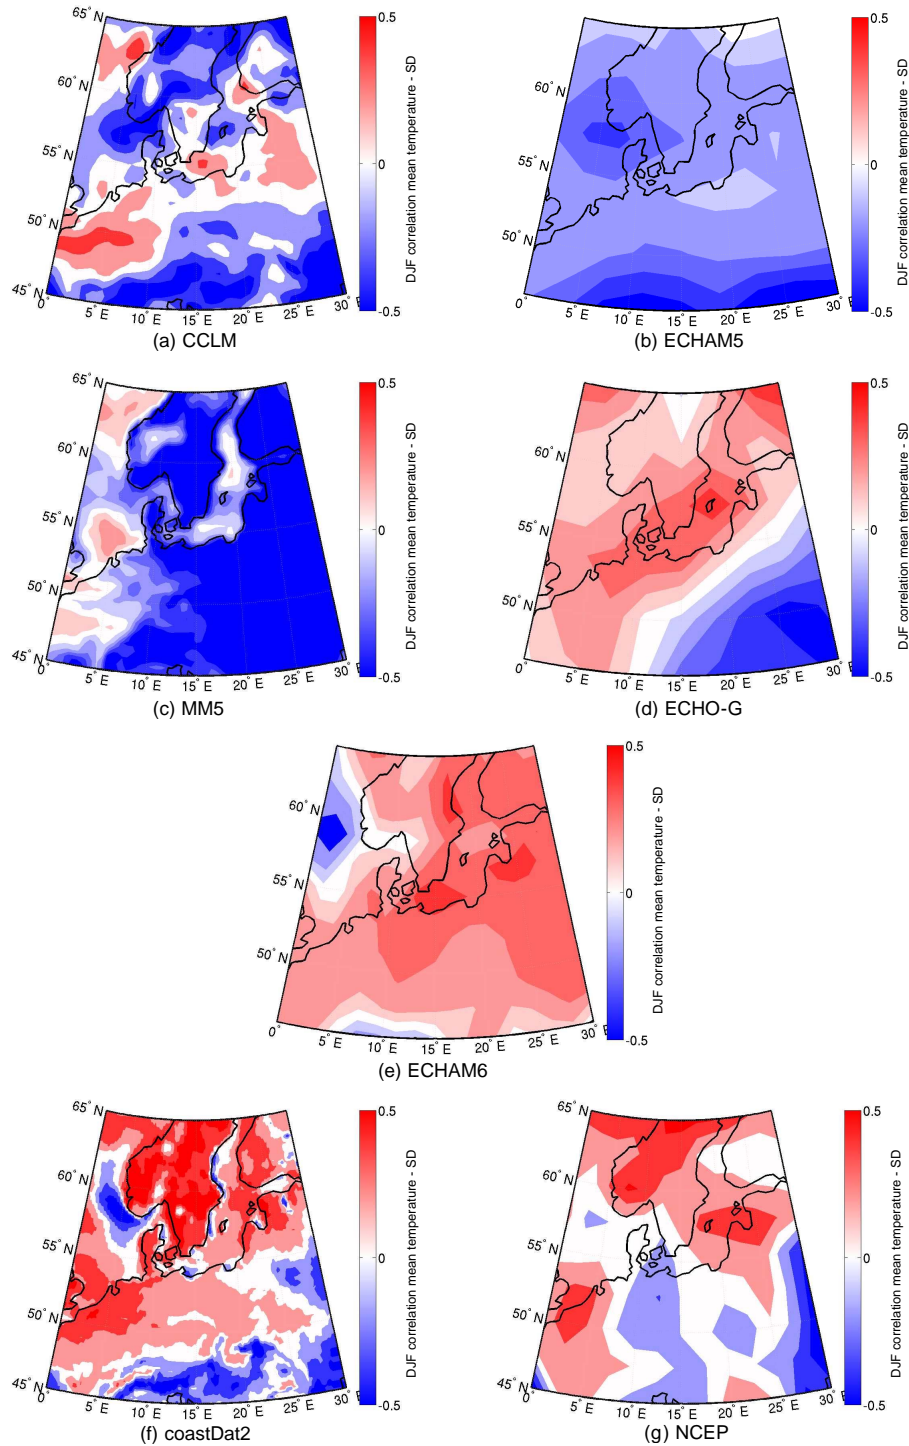 65° N
60° N
55° N
50° N
45° N
0°
5° E
10° E
15° E
20° E
25° E
30° E
0.5
0
-0.5
DJF correlation mean temperature - SD
(a) CCLM
60° N
55° N
50° N
45° N
0°
5° E
10° E
15° E
20° E
25° E
30° E
0.5
0
-0.5
DJF correlation mean temperature - SD
(b) ECHAM5
65° N
60° N
55° N
50° N
45° N
0°
5° E
10° E
15° E
20° E
25° E
30° E
0.5
0
-0.5
DJF correlation mean temperature - SD
(c) MM5
60° N
55° N
50° N
0°
5° E
10° E
15° E
20° E
25° E
30° E
0.5
0
-0.5
DJF correlation mean temperature - SD
(d) ECHO-G
60° N
55° N
50° N
0°
5° E
10° E
15° E
20° E
25° E
30° E
0.5
0
-0.5
DJF correlation mean temperature - SD
(e) ECHAM6
65° N
60° N
55° N
50° N
45° N
0°
5° E
10° E
15° E
20° E
25° E
30° E
0.5
0
-0.5
DJF correlation mean temperature - SD
(f) coastDat2
65° N
60° N
55° N
50° N
45° N
0°
5° E
10° E
15° E
20° E
25° E
30° E
0.5
0
-0.5
DJF correlation mean temperature - SD
(g) NCEP